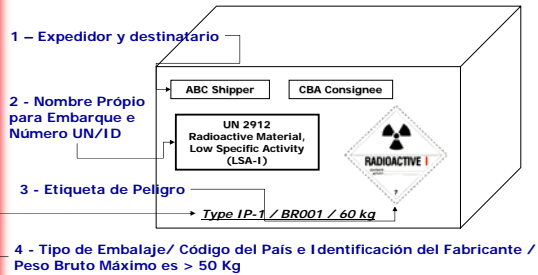 1 – Expedidor y destinatario
ABC Shipper
CBA Consignee
2 - Nombre Própio
para Embarque e
Número UN/ID
UN 2912
Radioactive Material,
Low Specific Activity
(LSA-I)
RADIOACTIVE I
7
3 - Etiqueta de Peligro
Type IP-1 / BR001 / 60 kg
4 - Tipo de Embalaje/ Código del País e Identificación del Fabricante /
Peso Bruto Máximo es > 50 Kg